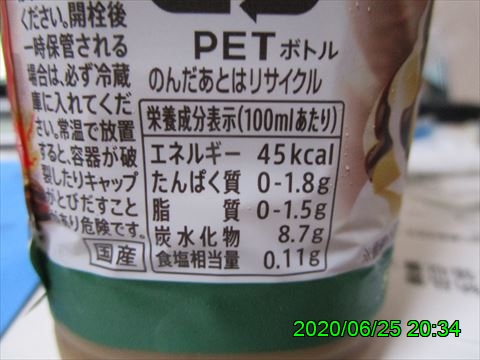 ください。開栓後
一時保管される
場合は、必ず冷蔵
庫に入れてくだ
さい。常温で放置
すると、容器が破
裂したりキャップ
がとびだすこと
があり危険です。
国産
PETボトル
のんだあとはリサイクル
栄養成分表示(100mlあたり)
エネルギー 45kcal
たんぱく質 0-1.8g
脂質 0-1.5g
炭水化物 8.7g
食塩相当量 0.11g
2020/06/25 20:34